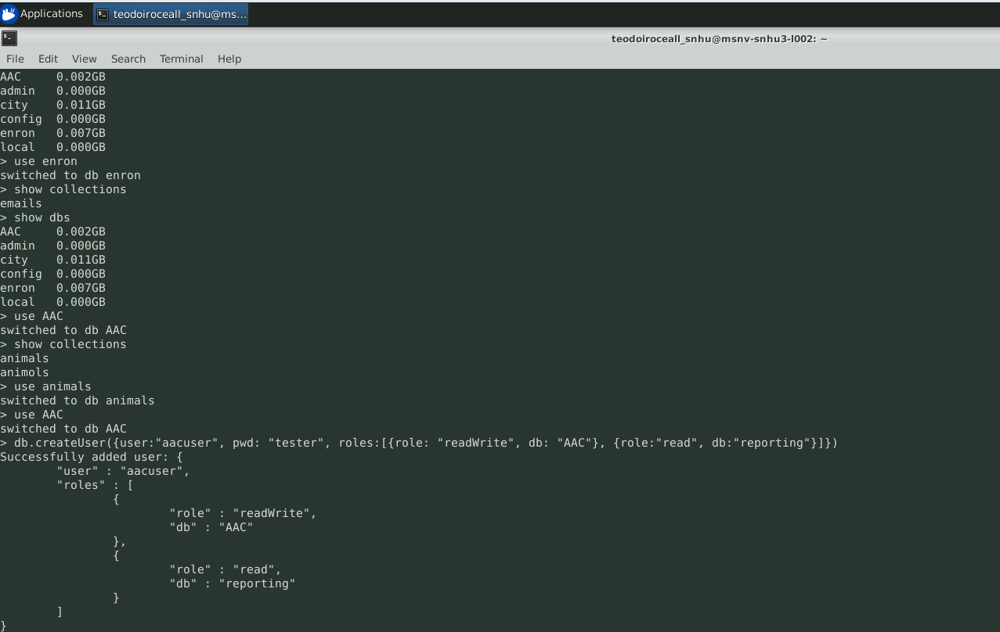 Applications
teodoiroceall_snhu@ms...
teodoiroceall_snhu@msnv-snhu3-l002: ~
File Edit View Search Terminal Help
AAC     0.002GB
admin   0.000GB
city    0.011GB
config  0.000GB
enron   0.007GB
local   0.000GB
> use enron
switched to db enron
> show collections
emails
> show dbs
AAC     0.002GB
admin   0.000GB
city    0.011GB
config  0.000GB
enron   0.007GB
local   0.000GB
> use AAC
switched to db AAC
> show collections
animals
animols
> use animals
switched to db animals
> use AAC
switched to db AAC
> db.createUser({user:"aacuser", pwd: "tester", roles:[{role: "readWrite", db: "AAC"}, {role:"read", db:"reporting"}]})
Successfully added user: {
        "user" : "aacuser",
        "roles" : [
                {
                        "role" : "readWrite",
                        "db" : "AAC"
                },
                {
                        "role" : "read",
                        "db" : "reporting"
                }
        ]
}